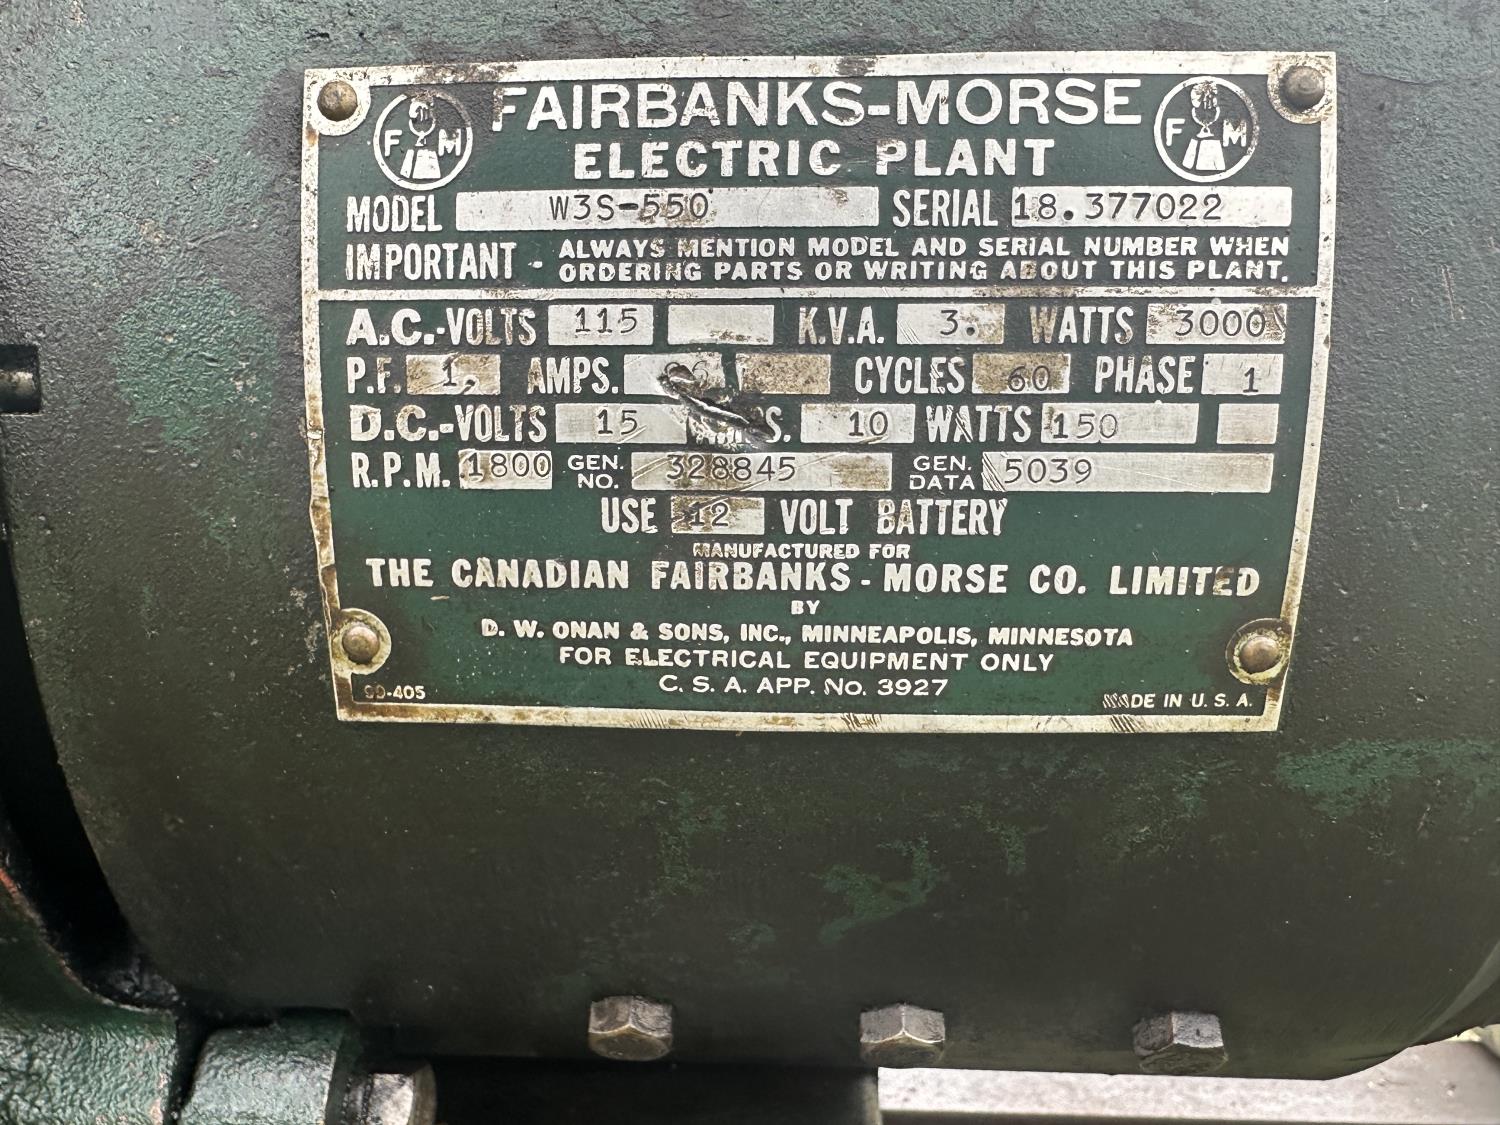 FAIRBANKS-MORSE
ELECTRIC PLANT
F M
F M
MODEL W3S-550 SERIAL 18.377022
IMPORTANT - ALWAYS MENTION MODEL AND SERIAL NUMBER WHEN
ORDERING PARTS OR WRITING ABOUT THIS PLANT.
A.C.-VOLTS 115 K.V.A. 3. WATTS 3000
P.F. 1. AMPS. CYCLES 60 PHASE 1
D.C.-VOLTS 15 10 WATTS 150
R.P.M. 1800 GEN. NO. 328845 GEN. DATA 5039
USE 12 VOLT BATTERY
MANUFACTURED FOR
THE CANADIAN FAIRBANKS-MORSE CO. LIMITED
BY
D. W. ONAN & SONS, INC., MINNEAPOLIS, MINNESOTA
FOR ELECTRICAL EQUIPMENT ONLY
C. S. A. APP. No. 3927
MADE IN U. S. A.